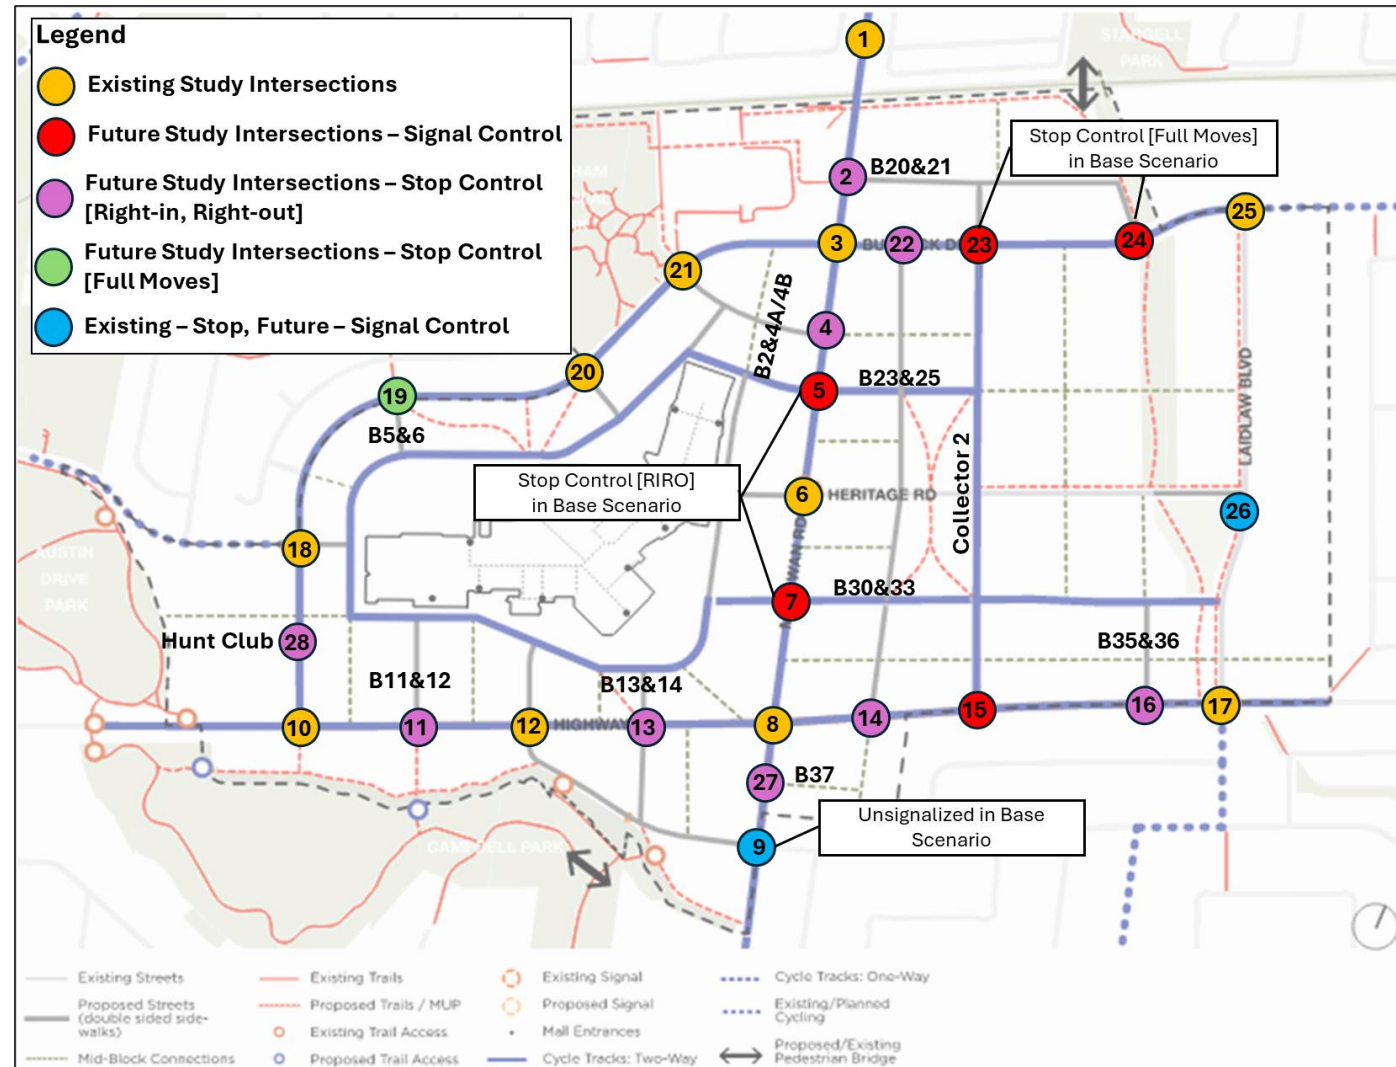 Legend
Existing Study Intersections
Future Study Intersections – Signal Control
Future Study Intersections – Stop Control
[Right-in, Right-out]
Future Study Intersections – Stop Control
[Full Moves]
Existing – Stop, Future – Signal Control
1
STARGELL
PARK
Stop Control [Full Moves]
in Base Scenario
2
B20&21
25
3
22
23
24
21
4
B2&4A/4B
20
5
B23&25
19
B5&6
LAIDLAW BLVD
Collector 2
Stop Control [RIRO]
in Base Scenario
6
HERITAGE RD
26
18
AUSTIN
DRIVE
PARK
7
B30&33
Hunt Club
28
B35&36
B11&12
B13&14
10
11
12
HIGHWAY
13
8
14
15
16
17
27
B37
Unsignalized in Base
Scenario
9
CAMPBELL PARK
Existing Streets
Existing Trails
Existing Signal
Cycle Tracks: One-Way
Proposed Streets
(double sided side-
walks)
Proposed Trails / MUP
Proposed Signal
Existing/Planned
Cycling
Existing Trail Access
Mall Entrances
Mid-Block Connections
Proposed Trail Access
Cycle Tracks: Two-Way
Proposed/Existing
Pedestrian Bridge